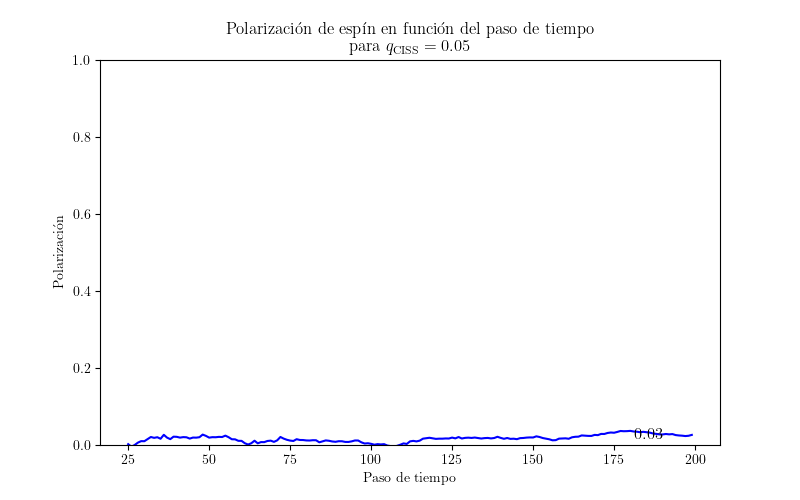 Polarización de espín en función del paso de tiempo
para qCISS = 0.05
1.0
0.8
0.6
0.4
0.2
0.0
Polarización
0.03
25 50 75 100 125 150 175 200
Paso de tiempo